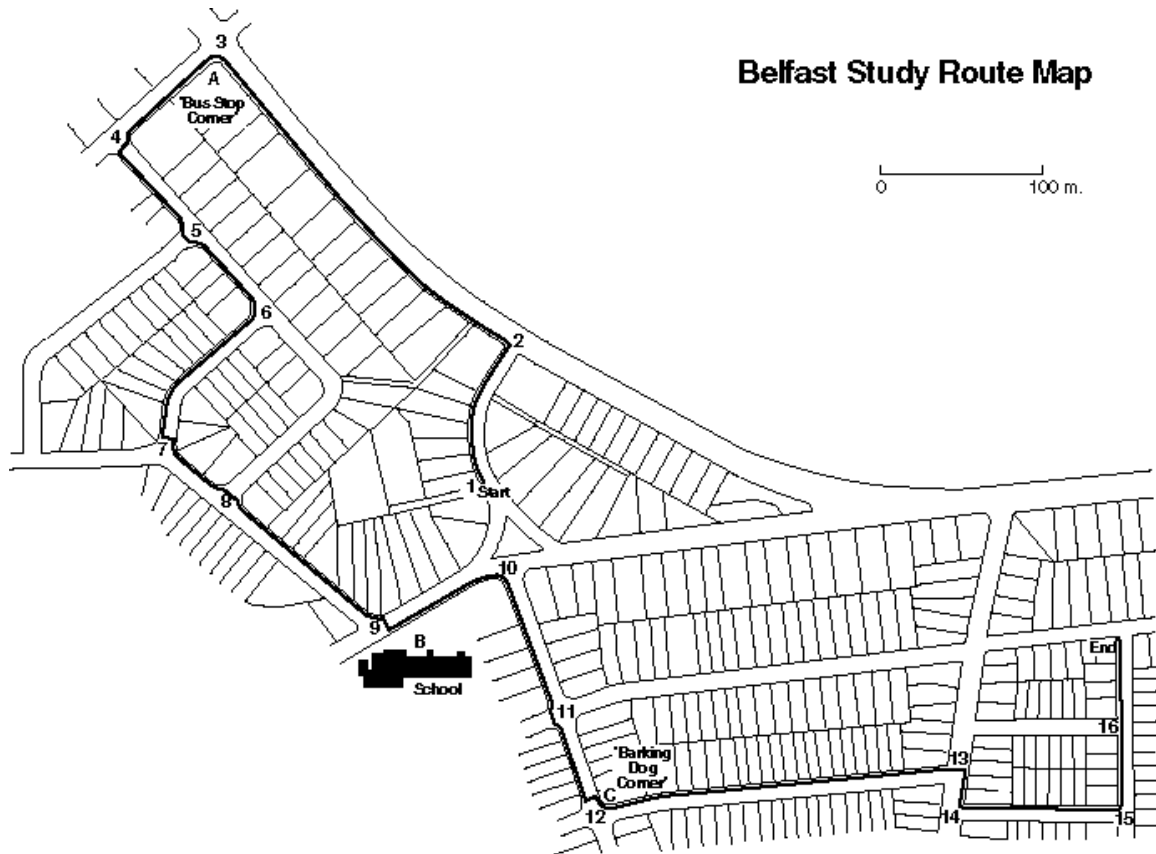 Belfast Study Route Map
3
A
'Bus Stop
Corner'
4
0 100 m.
5
6
2
7
8
1 Start
10
9
B
School
End
11
16
'Barking
Dog
Corner'
13
C
12
14
15